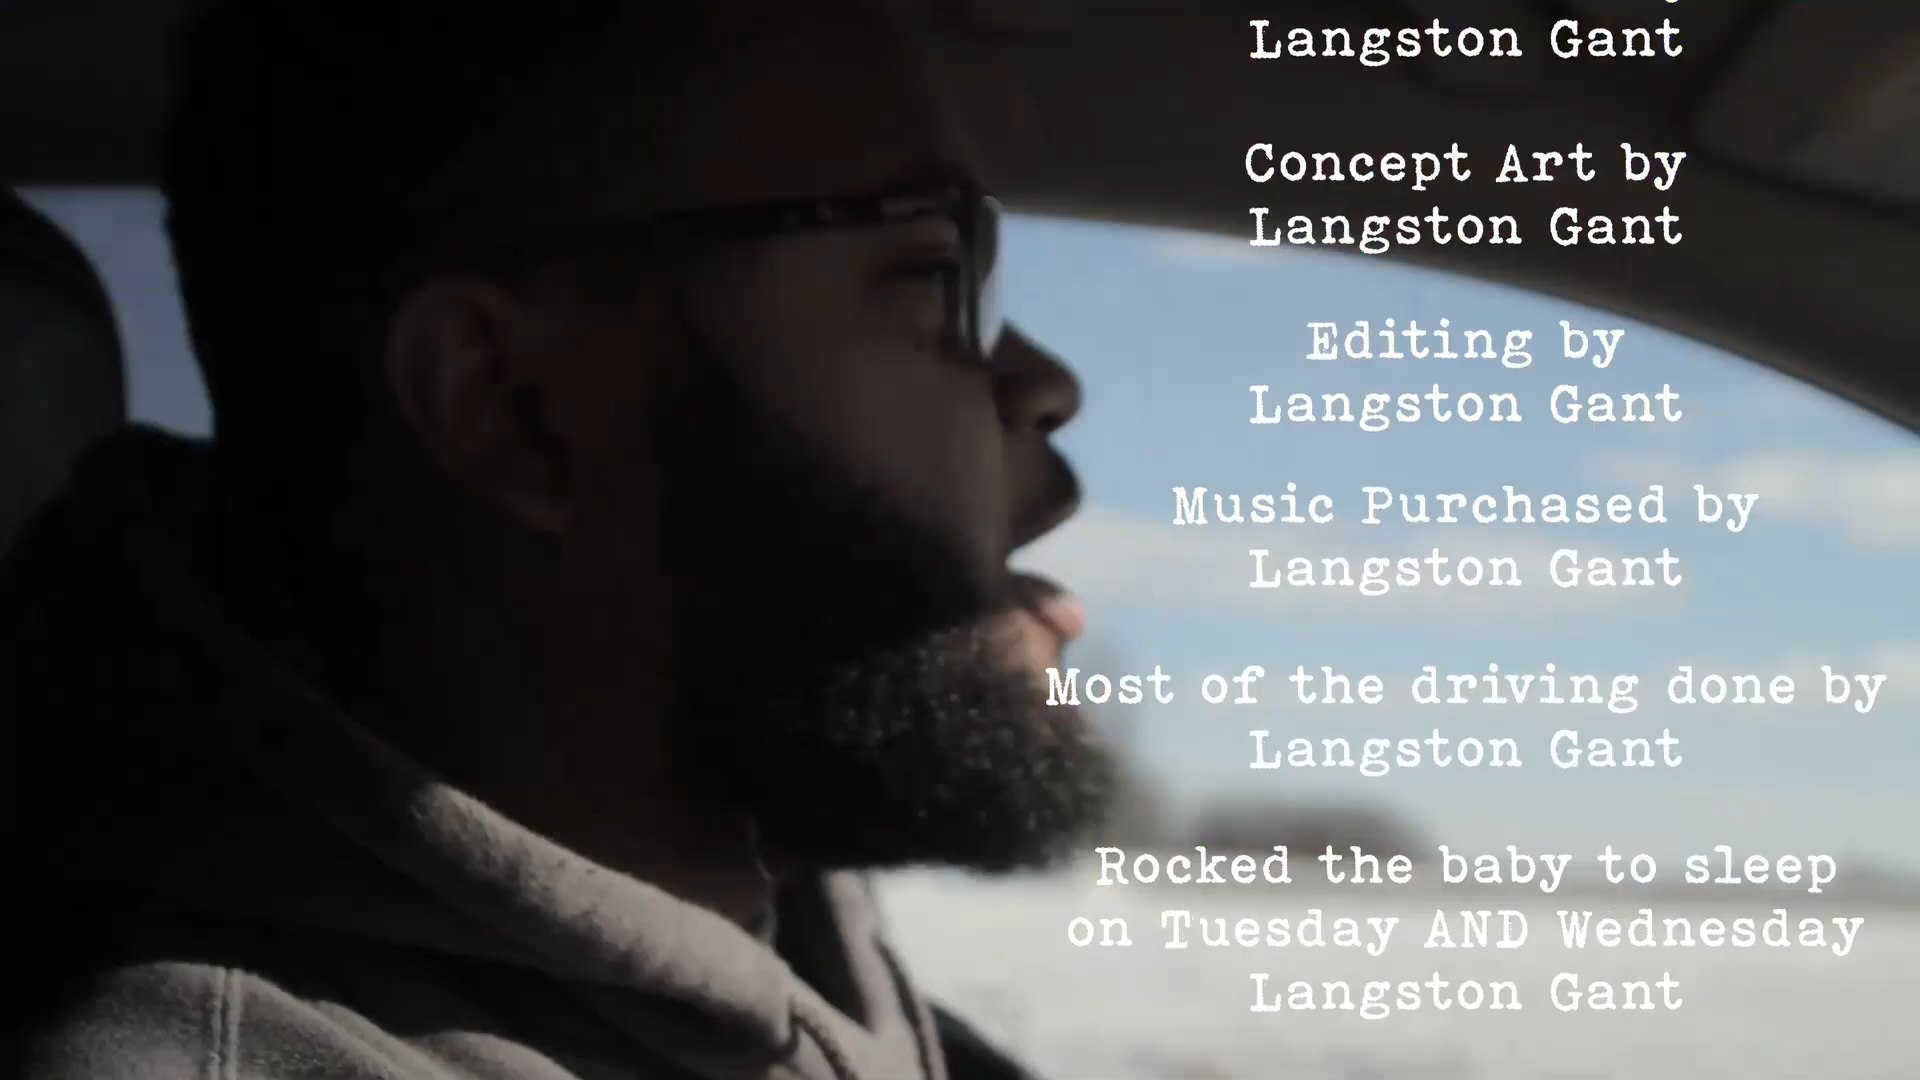 Langston Gant
Concept Art by
Langston Gant
Editing by
Langston Gant
Music Purchased by
Langston Gant
Most of the driving done by
Langston Gant
Rocked the baby to sleep
on Tuesday AND Wednesday
Langston Gant